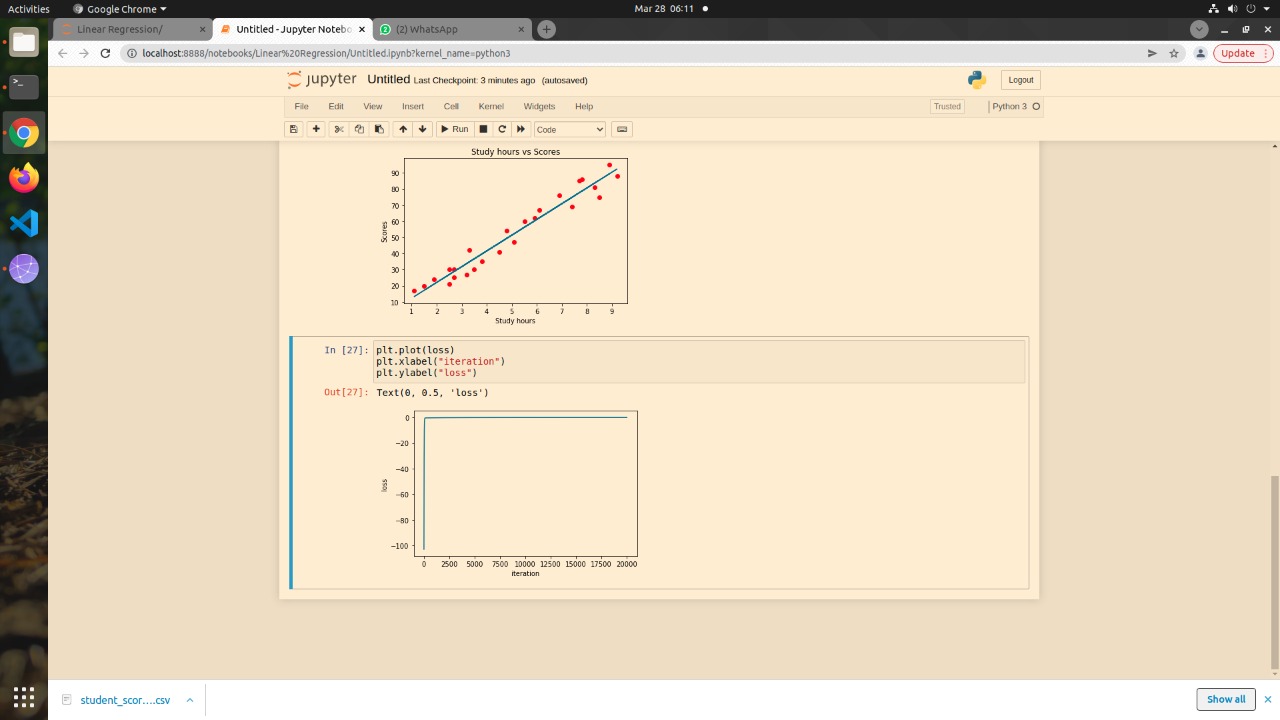 Activities
Google Chrome
Mar 28 06:11
Linear Regression/
Untitled - Jupyter Notebo
(2) WhatsApp
localhost:8888/notebooks/Linear%20Regression/Untitled.ipynb?kernel_name=python3
Update
jupyter Untitled Last Checkpoint: 3 minutes ago (autosaved)
Logout
File Edit View Insert Cell Kernel Widgets Help
Trusted
Python 3
Run
Code
Study hours vs Scores
90
80
70
60
50
40
30
20
10
Scores
1 2 3 4 5 6 7 8 9
Study hours
In [27]: plt.plot(loss)
plt.xlabel("iteration")
plt.ylabel("loss")
Out[27]: Text(0, 0.5, 'loss')
0
−20
−40
−60
−80
−100
loss
0 2500 5000 7500 10000 12500 15000 17500 20000
iteration
student_scor....csv
Show all